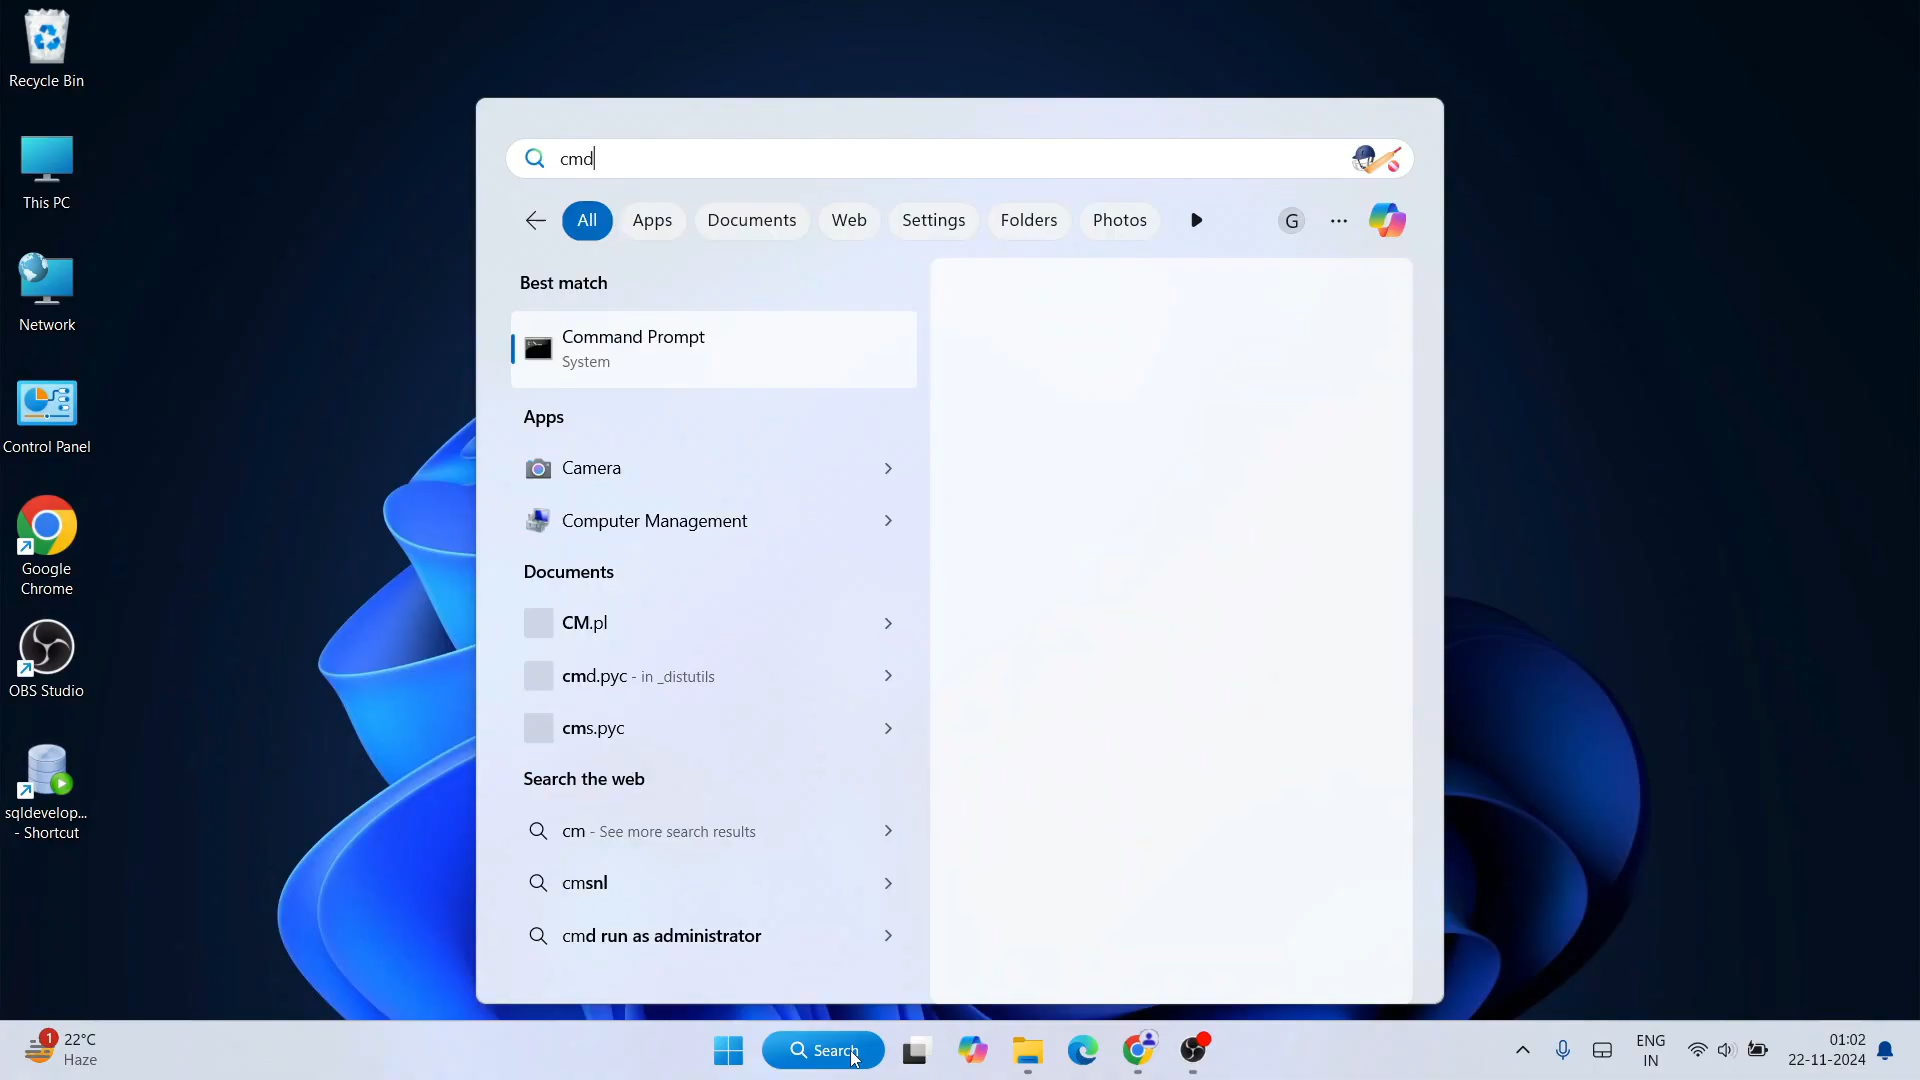 Recycle Bin
This PC
Network
Control Panel
Google
Chrome
OBS Studio
sqldevelop...
- Shortcut
cmd
All
Apps
Documents
Web
Settings
Folders
Photos
G
Best match
Command Prompt
System
Apps
Camera
Computer Management
Documents
CM.pl
cmd.pyc - in _distutils
cms.pyc
Search the web
cm - See more search results
cmsnl
cmd run as administrator
1
22°C
Haze
Search
ENG
IN
01:02
22-11-2024